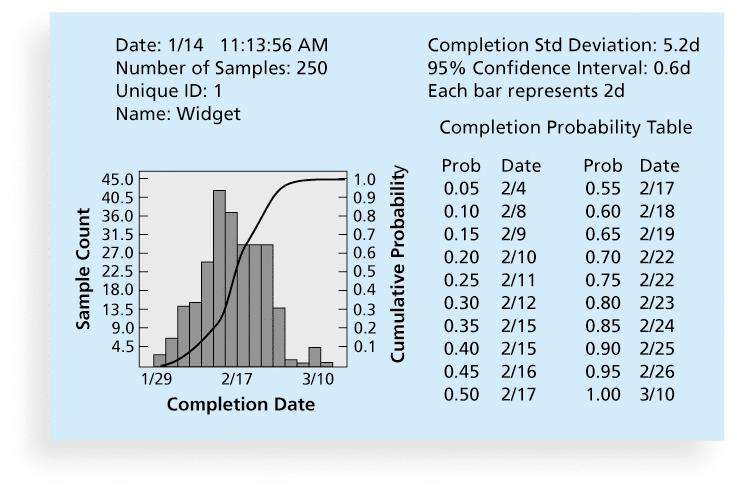 Date: 1/14 11:13:56 AM
Number of Samples: 250
Unique ID: 1
Name: Widget
Completion Std Deviation: 5.2d
95% Confidence Interval: 0.6d
Each bar represents 2d
Completion Probability Table
Prob Date Prob Date
0.05 2/4 0.55 2/17
0.10 2/8 0.60 2/18
0.15 2/9 0.65 2/19
0.20 2/10 0.70 2/22
0.25 2/11 0.75 2/22
0.30 2/12 0.80 2/23
0.35 2/15 0.85 2/24
0.40 2/15 0.90 2/25
0.45 2/16 0.95 2/26
0.50 2/17 1.00 3/10
Sample Count
45.0
40.5
36.0
31.5
27.0
22.5
18.0
13.5
9.0
4.5
1.0
0.9
0.8
0.7
0.6
0.5
0.4
0.3
0.2
0.1
Cumulative Probability
1/29 2/17 3/10
Completion Date